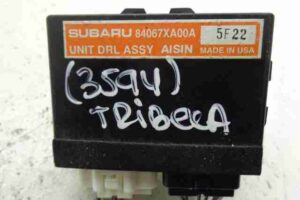 SUBARU 84067XA00A 5F22
UNIT DRL ASSY AISIN MADE IN USA
(3594)
TRiBECA